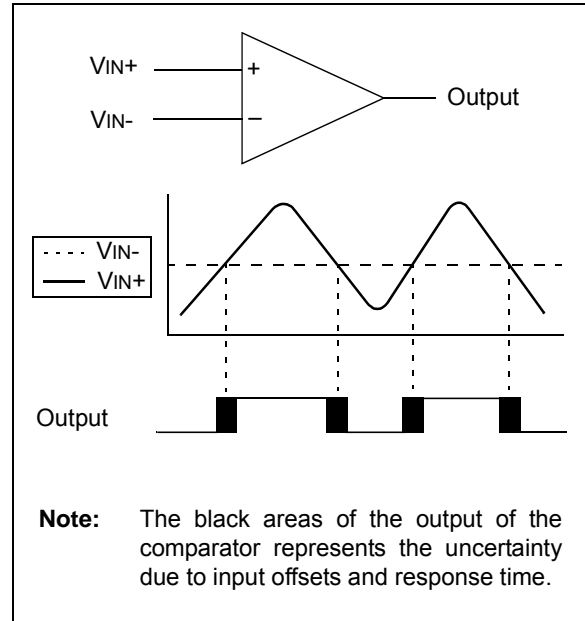 VIN+
+
Output
VIN-
–
VIN-
VIN+
Output
Note: The black areas of the output of the
comparator represents the uncertainty
due to input offsets and response time.